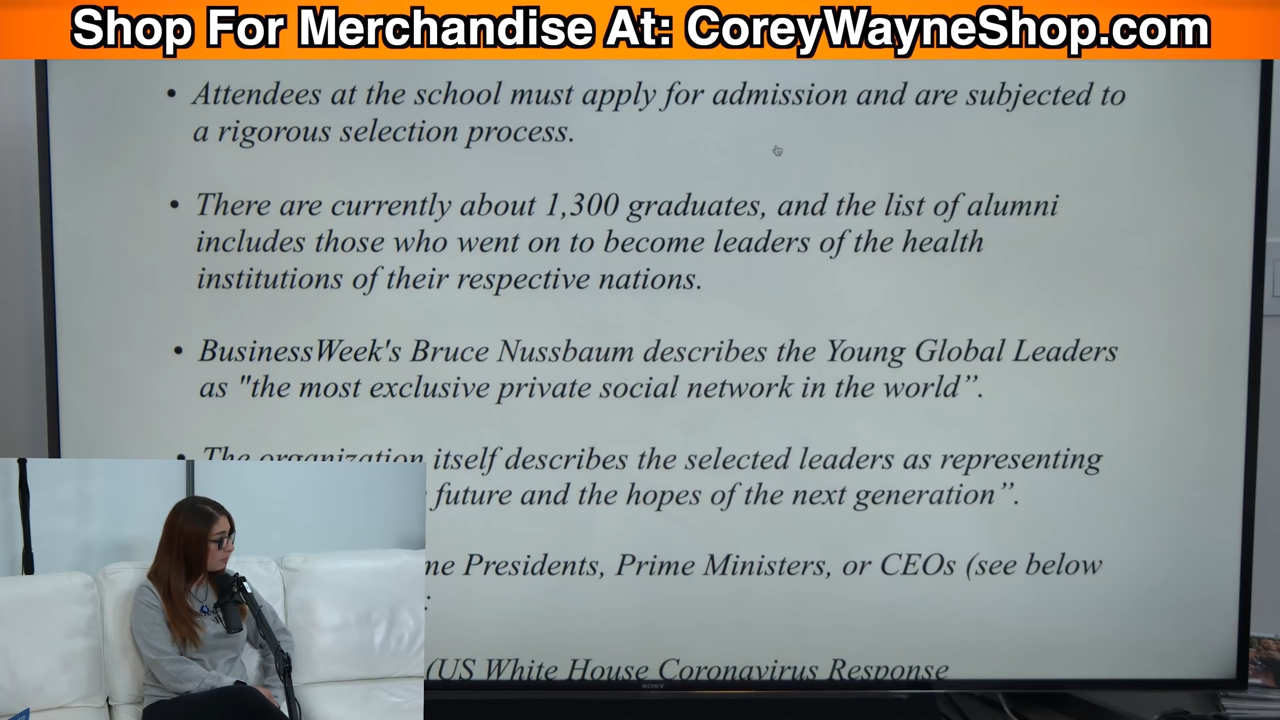 Shop For Merchandise At: CoreyWayneShop.com
• Attendees at the school must apply for admission and are subjected to
a rigorous selection process.
• There are currently about 1,300 graduates, and the list of alumni
includes those who went on to become leaders of the health
institutions of their respective nations.
• BusinessWeek's Bruce Nussbaum describes the Young Global Leaders
as "the most exclusive private social network in the world”.
• The organization itself describes the selected leaders as representing
future and the hopes of the next generation”.
Presidents, Prime Ministers, or CEOs (see below
:
(US White House Coronavirus Response
SONY